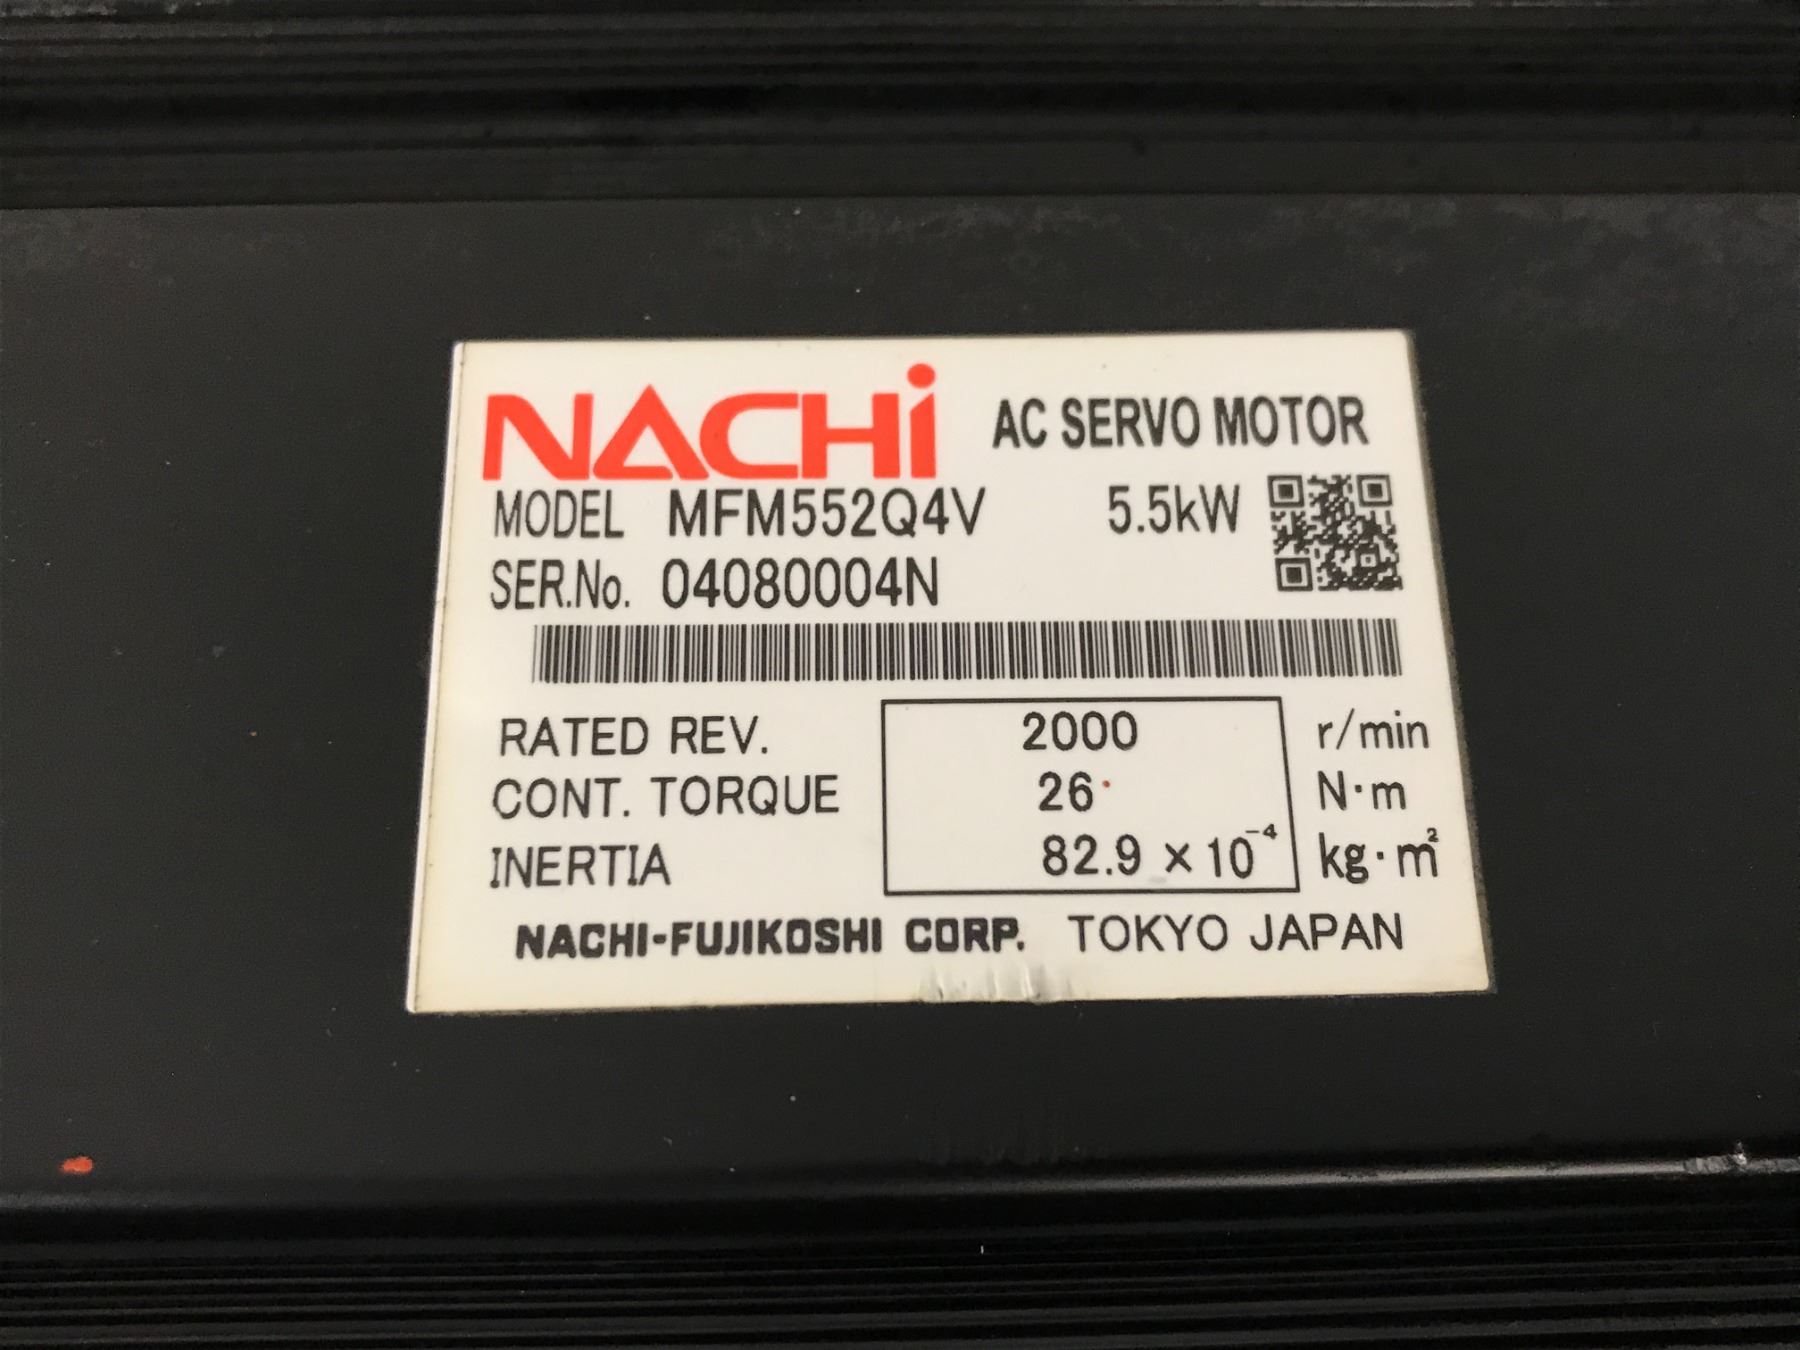 NACHi AC SERVO MOTOR
MODEL MFM552Q4V 5.5kW
SER.No. 04080004N
RATED REV. 2000 r/min
CONT. TORQUE 26 N·m
INERTIA 82.9 ×10⁻⁴ kg·m²
NACHI-FUJIKOSHI CORP. TOKYO JAPAN